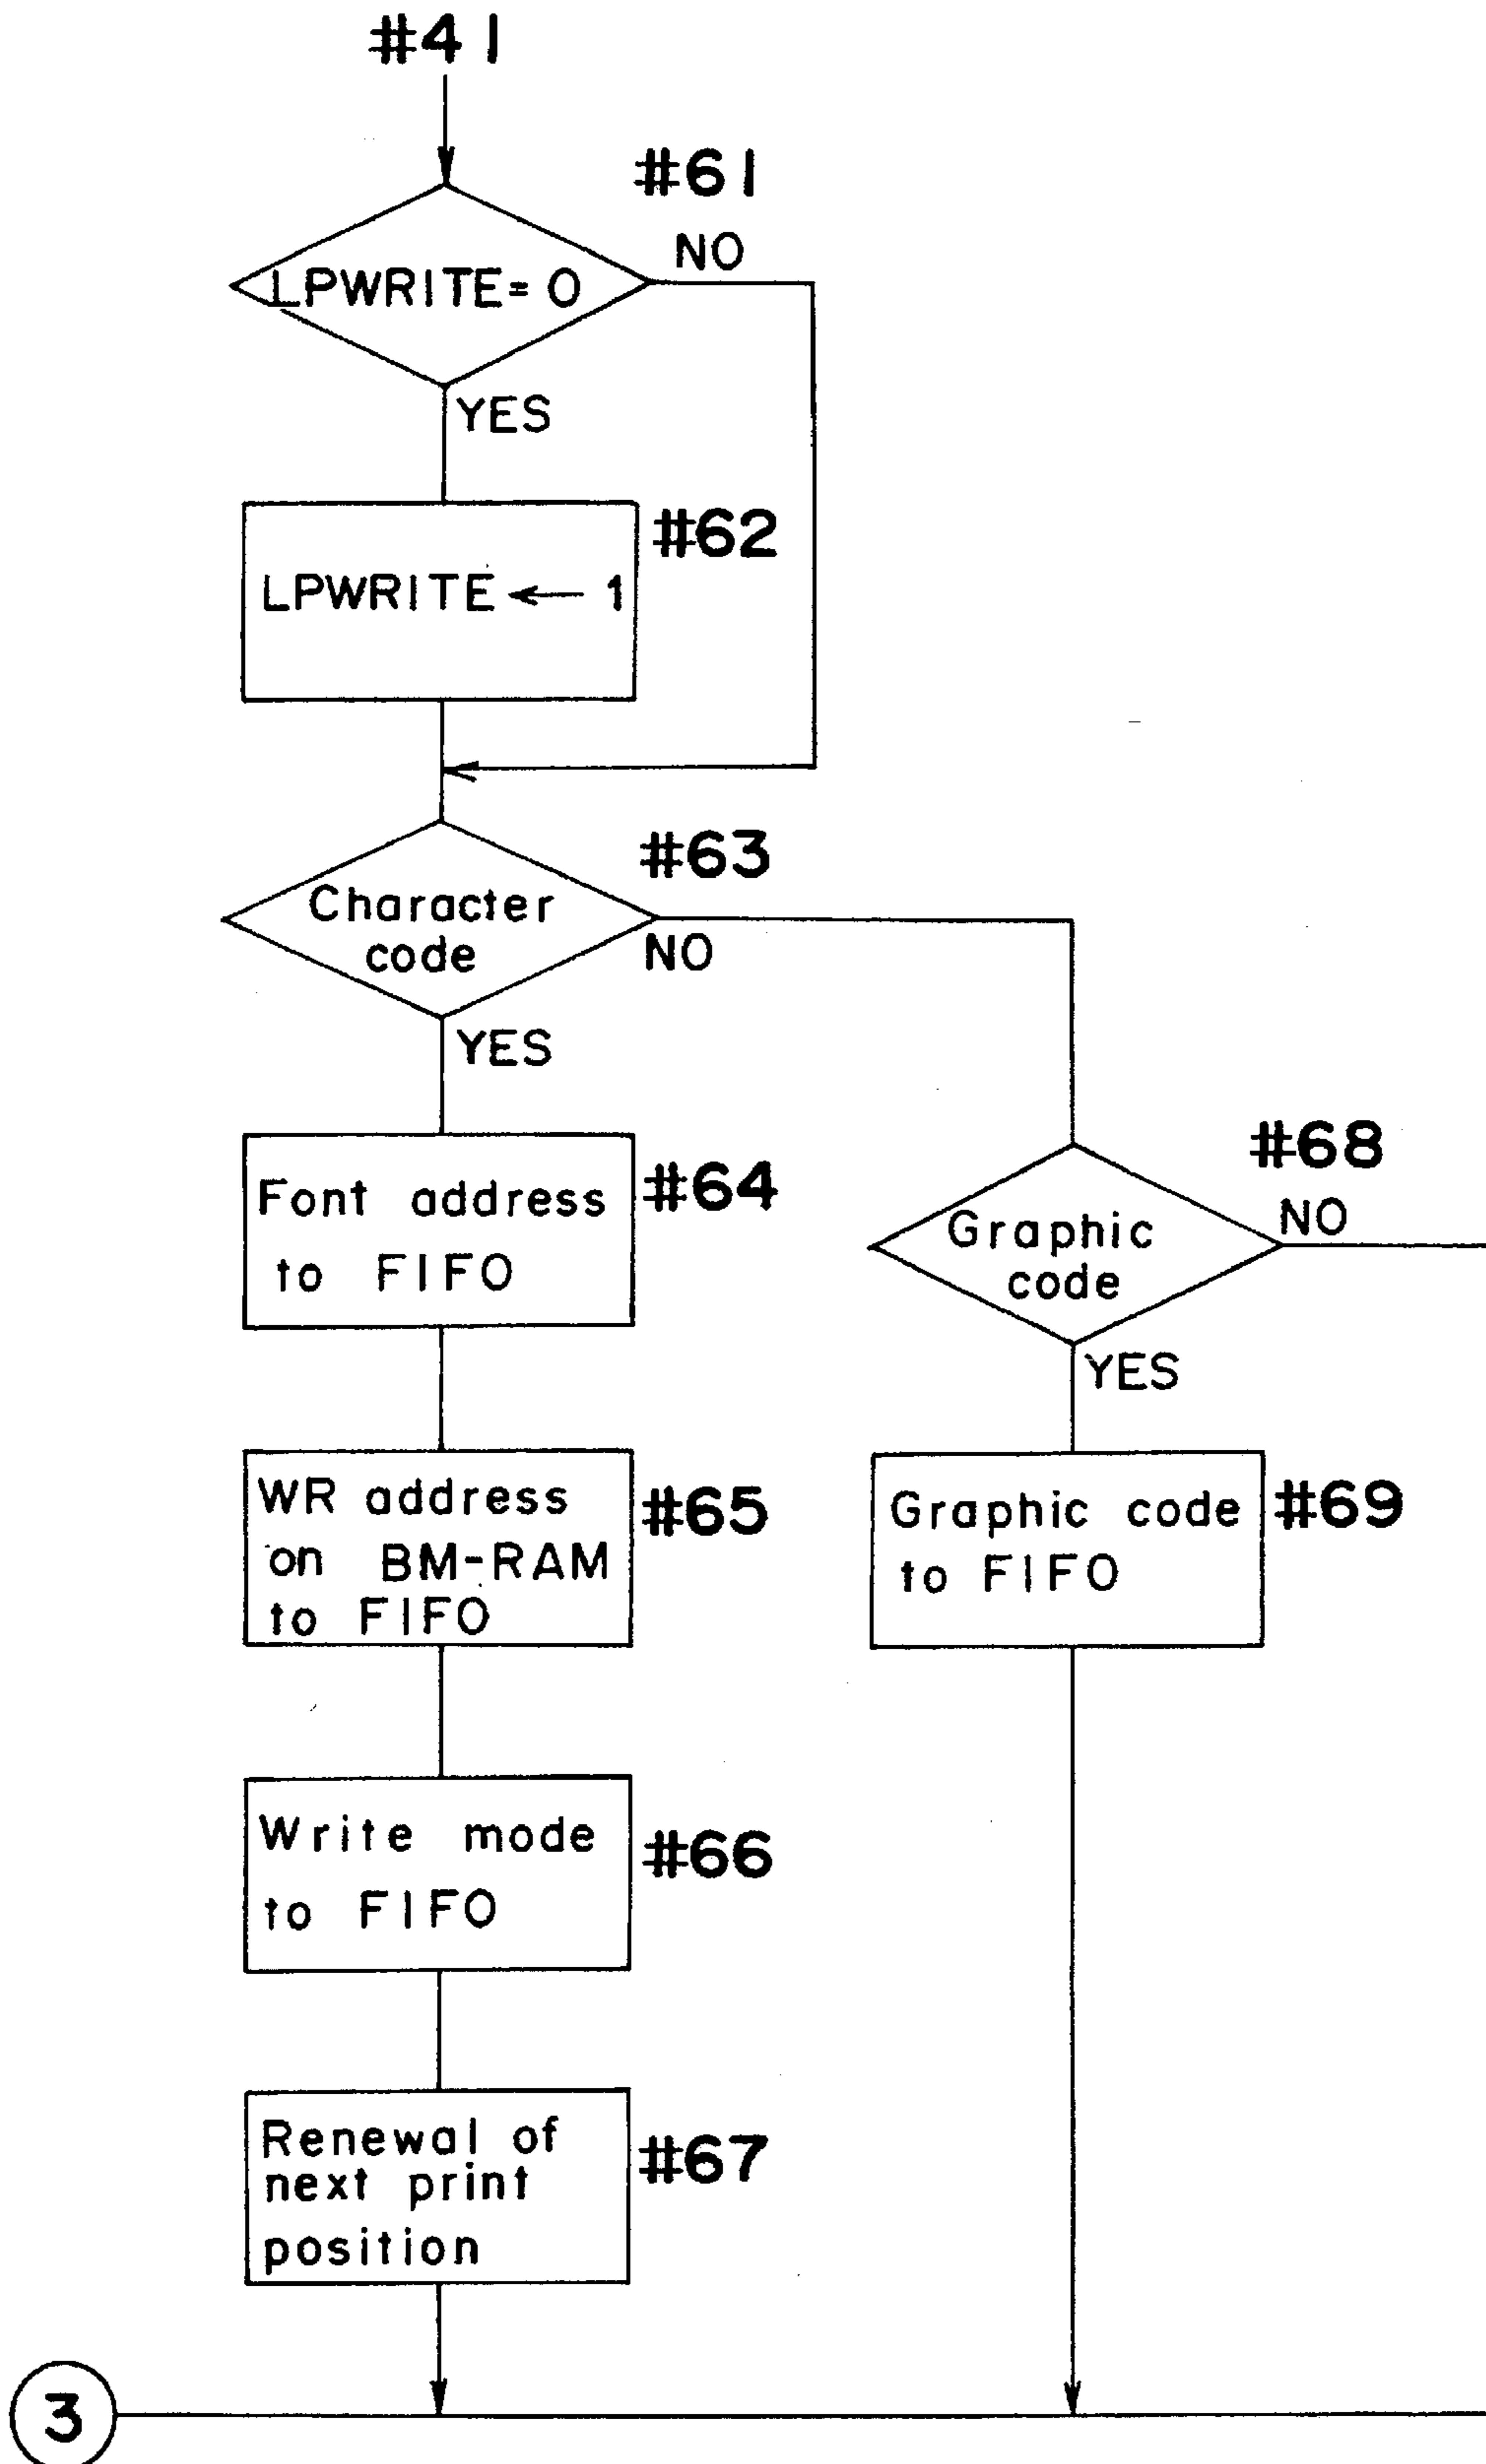 #41
#61
NO
LPWRITE=0
YES
#62
LPWRITE ← 1
#63
Character
code
NO
YES
Font address
to FIFO
#64
#68
NO
Graphic
code
YES
WR address
on BM-RAM
to FIFO
#65
Graphic code
to FIFO
#69
Write mode
to FIFO
#66
Renewal of
next print
position
#67
3